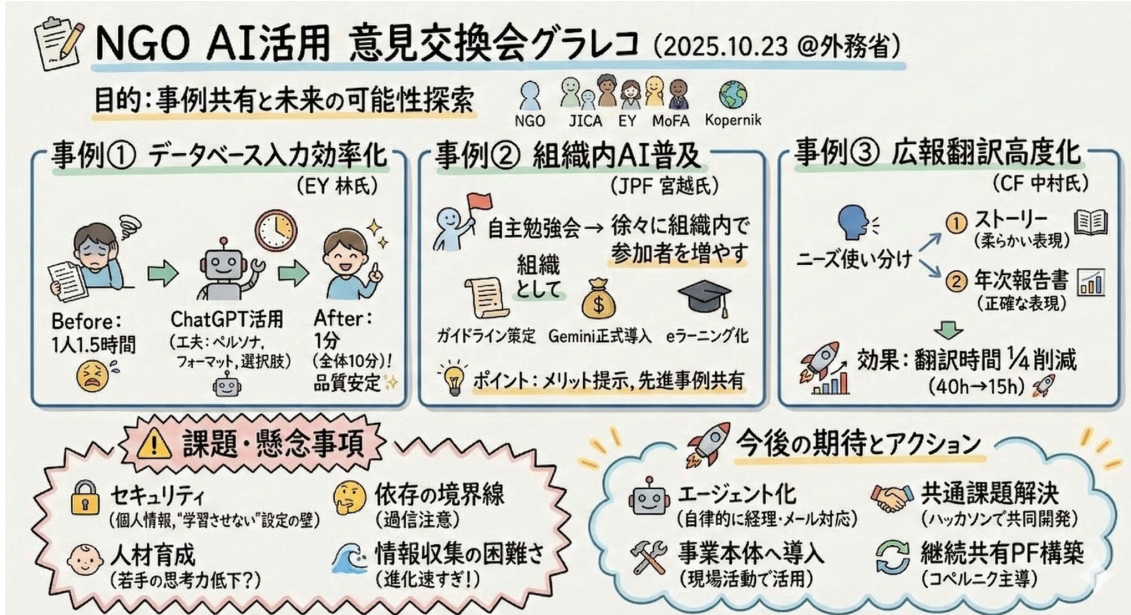 NGO AI活用 意見交換会グラレコ (2025.10.23 @外務省)
目的：事例共有と未来の可能性探索
NGO JICA EY MoFA Kopernik
事例① データベース入力効率化
(EY 林氏)
Before：
1人1.5時間
ChatGPT活用
(工夫：ペルソナ,
フォーマット,選択肢)
After：
1分
(全体10分)！
品質安定
事例② 組織内AI普及
(JPF 宮越氏)
自主勉強会→徐々に組織内で
参加者を増やす
組織
として
ガイドライン策定
Gemini正式導入
eラーニング化
ポイント：メリット提示,先進事例共有
事例③ 広報翻訳高度化
(CF 中村氏)
ニーズ使い分け
① ストーリー
(柔らかい表現)
② 年次報告書
(正確な表現)
効果：翻訳時間 ¼ 削減
(40h→15h)
課題・懸念事項
セキュリティ
(個人情報,“学習させない”設定の壁)
依存の境界線
(過信注意)
人材育成
(若手の思考力低下?)
情報収集の困難さ
(進化速すぎ!)
今後の期待とアクション
エージェント化
(自律的に経理・メール対応)
共通課題解決
(ハッカソンで共同開発)
事業本体へ導入
(現場活動で活用)
継続共有PF構築
(コペルニク主導)